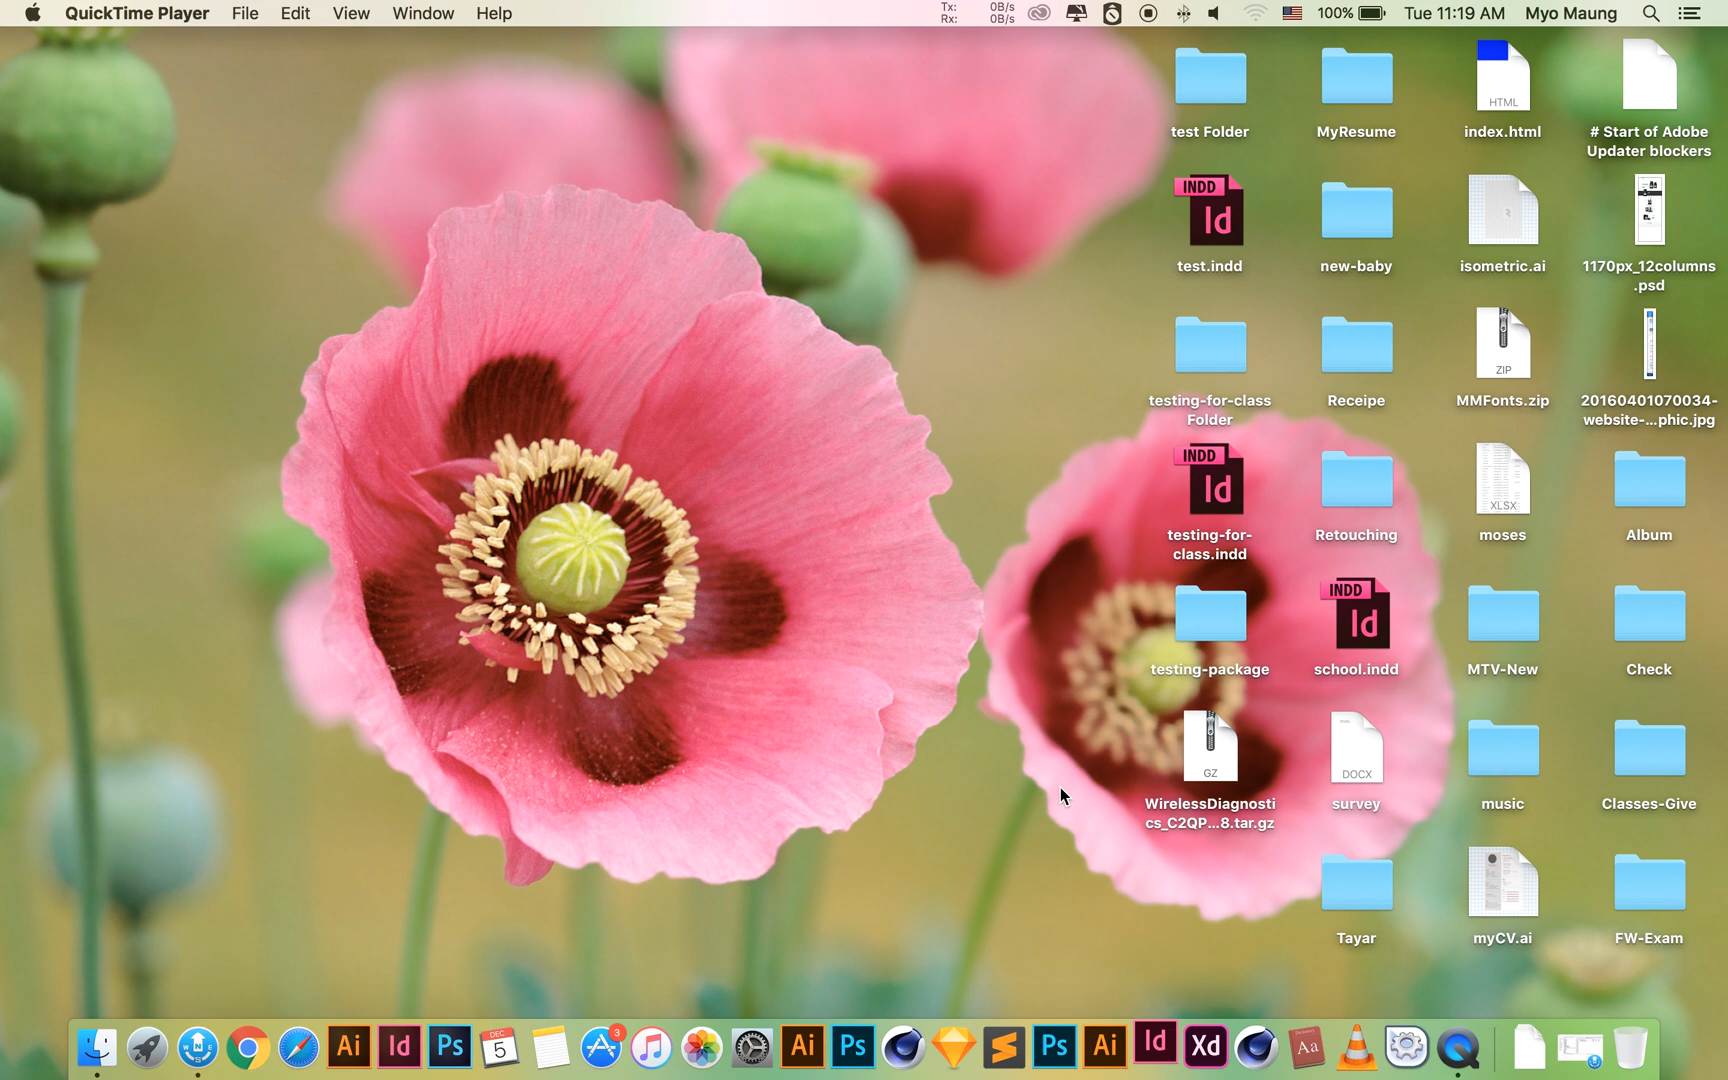 QuickTime Player File Edit View Window Help
Tx: 0B/s
Rx: 0B/s
100% Tue 11:19 AM Myo Maung
test Folder
MyResume
HTML
index.html
# Start of Adobe
Updater blockers
INDD
Id
test.indd
new-baby
isometric.ai
1170px_12columns
.psd
testing-for-class
Folder
Receipe
ZIP
MMFonts.zip
20160401070034-
website-...phic.jpg
INDD
Id
testing-for-
class.indd
Retouching
XLSX
moses
Album
testing-package
INDD
Id
school.indd
MTV-New
Check
GZ
WirelessDiagnosti
cs_C2QP...8.tar.gz
DOCX
survey
music
Classes-Give
Tayar
myCV.ai
FW-Exam
Ai Id Ps DEC 5 3 Ai Ps Ps Ai Id Xd Aa